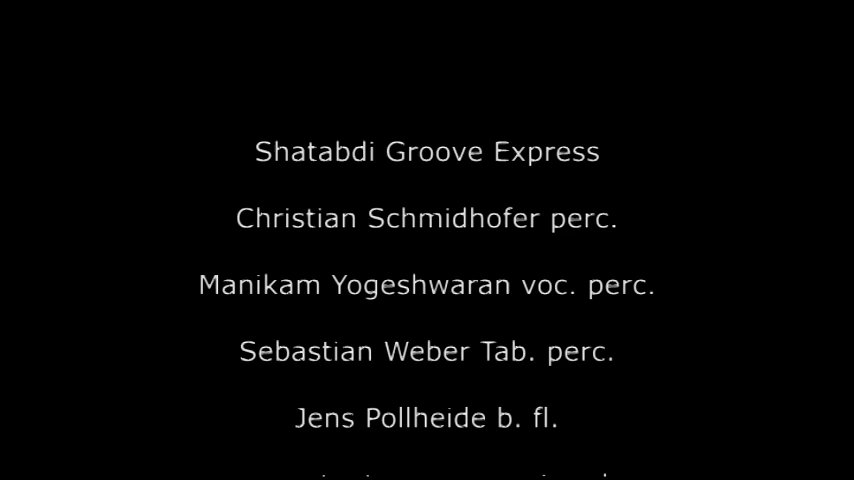 Shatabdi Groove Express
Christian Schmidhofer perc.
Manikam Yogeshwaran voc. perc.
Sebastian Weber Tab. perc.
Jens Pollheide b. fl.